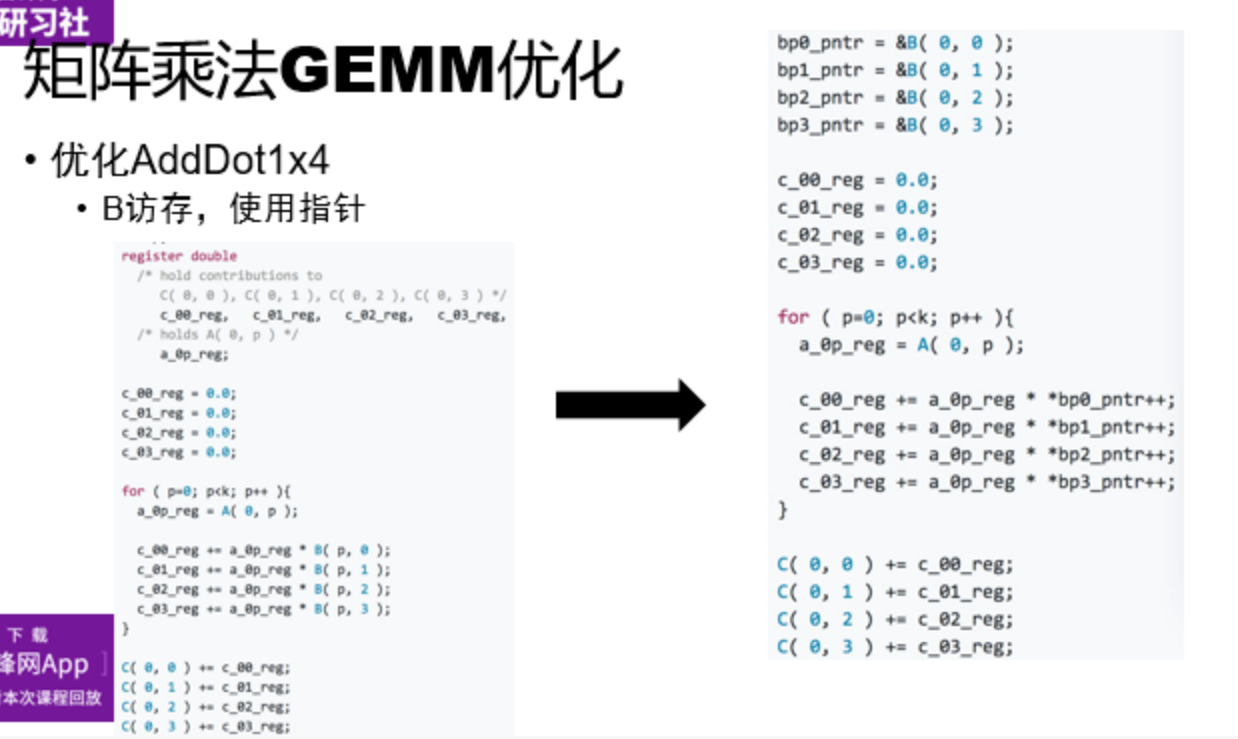 研习社
矩阵乘法GEMM优化
• 优化AddDot1x4
• B访存，使用指针
register double
/* hold contributions to
C( 0, 0 ), C( 0, 1 ), C( 0, 2 ), C( 0, 3 ) */
c_00_reg, c_01_reg, c_02_reg, c_03_reg,
/* holds A( 0, p ) */
a_0p_reg;
c_00_reg = 0.0;
c_01_reg = 0.0;
c_02_reg = 0.0;
c_03_reg = 0.0;
for ( p=0; p<k; p++ ){
a_0p_reg = A( 0, p );
c_00_reg += a_0p_reg * B( p, 0 );
c_01_reg += a_0p_reg * B( p, 1 );
c_02_reg += a_0p_reg * B( p, 2 );
c_03_reg += a_0p_reg * B( p, 3 );
}
C( 0, 0 ) += c_00_reg;
C( 0, 1 ) += c_01_reg;
C( 0, 2 ) += c_02_reg;
C( 0, 3 ) += c_03_reg;
bp0_pntr = &B( 0, 0 );
bp1_pntr = &B( 0, 1 );
bp2_pntr = &B( 0, 2 );
bp3_pntr = &B( 0, 3 );
c_00_reg = 0.0;
c_01_reg = 0.0;
c_02_reg = 0.0;
c_03_reg = 0.0;
for ( p=0; p<k; p++ ){
a_0p_reg = A( 0, p );
c_00_reg += a_0p_reg * *bp0_pntr++;
c_01_reg += a_0p_reg * *bp1_pntr++;
c_02_reg += a_0p_reg * *bp2_pntr++;
c_03_reg += a_0p_reg * *bp3_pntr++;
}
C( 0, 0 ) += c_00_reg;
C( 0, 1 ) += c_01_reg;
C( 0, 2 ) += c_02_reg;
C( 0, 3 ) += c_03_reg;
下 载
锋网App ]
本次课程回放